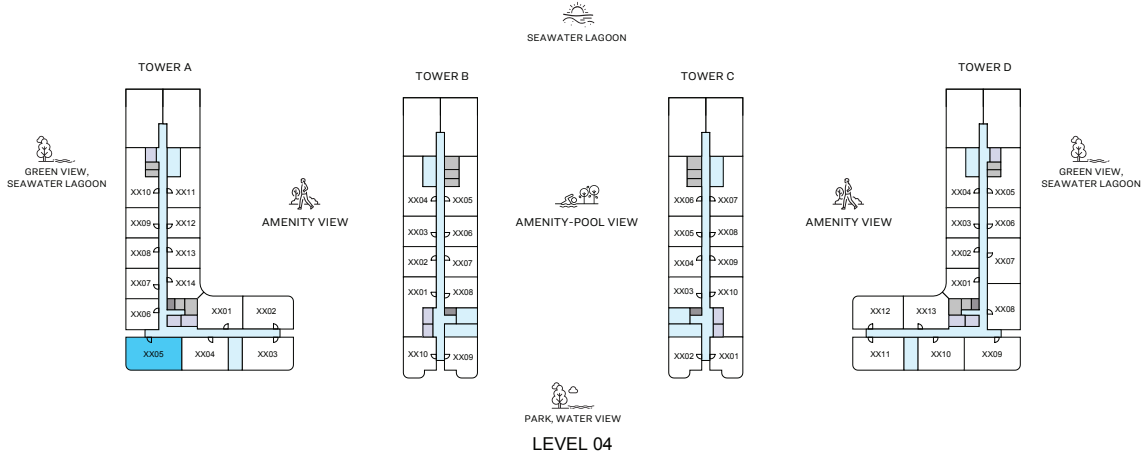 SEAWATER LAGOON
TOWER A
TOWER B
TOWER C
TOWER D
GREEN VIEW,
SEAWATER LAGOON
AMENITY VIEW
AMENITY-POOL VIEW
AMENITY VIEW
GREEN VIEW,
SEAWATER LAGOON
XX10 XX11
XX09 XX12
XX08 XX13
XX07 XX14
XX06 XX01 XX02
XX05 XX04 XX03
XX04 XX05
XX03 XX06
XX02 XX07
XX01 XX08
XX10 XX09
XX06 XX07
XX05 XX08
XX04 XX09
XX03 XX10
XX02 XX01
XX04 XX05
XX03 XX06
XX02 XX07
XX01
XX12 XX13 XX08
XX11 XX10 XX09
PARK, WATER VIEW
LEVEL 04